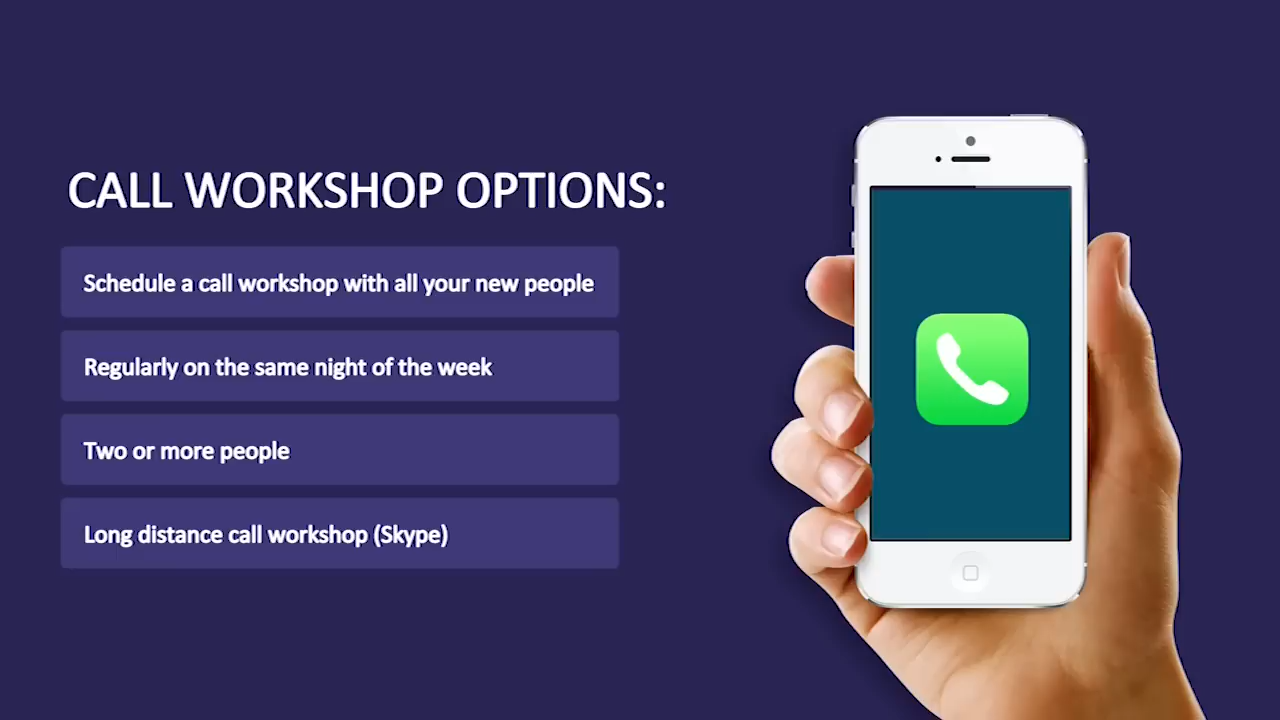 CALL WORKSHOP OPTIONS:
Schedule a call workshop with all your new people
Regularly on the same night of the week
Two or more people
Long distance call workshop (Skype)